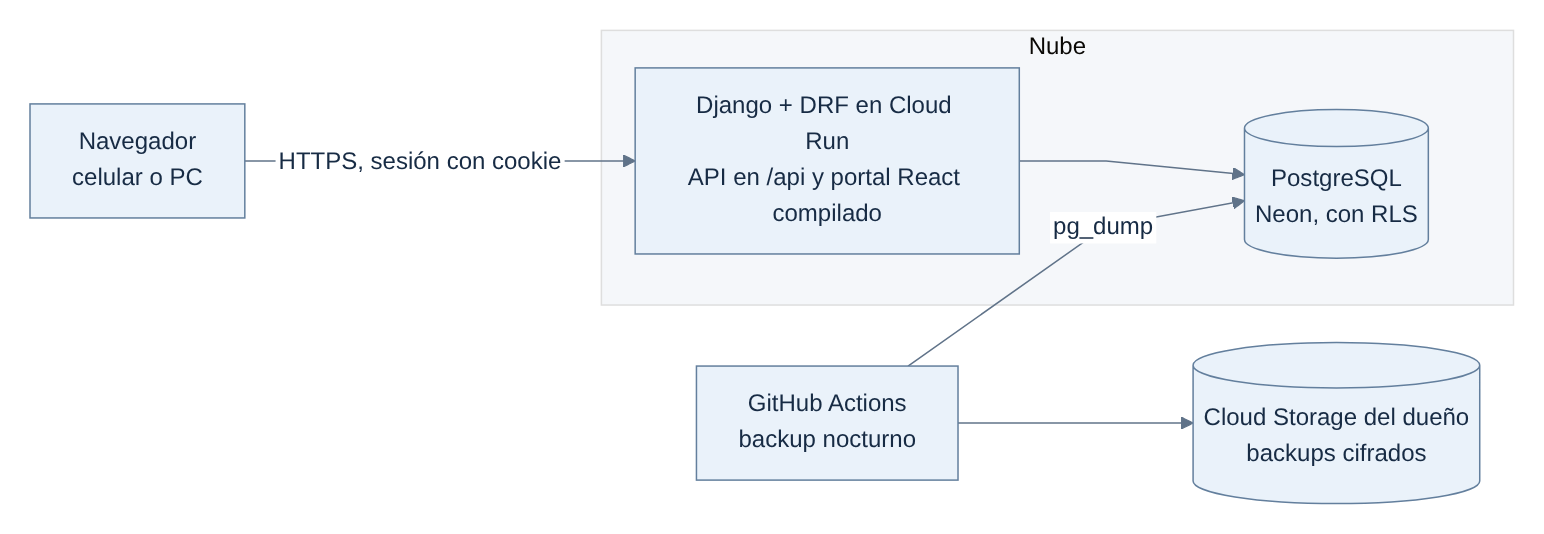 Nube
Navegador
celular o PC
HTTPS, sesión con cookie
Django + DRF en Cloud
Run
API en /api y portal React
compilado
PostgreSQL
Neon, con RLS
pg_dump
GitHub Actions
backup nocturno
Cloud Storage del dueño
backups cifrados